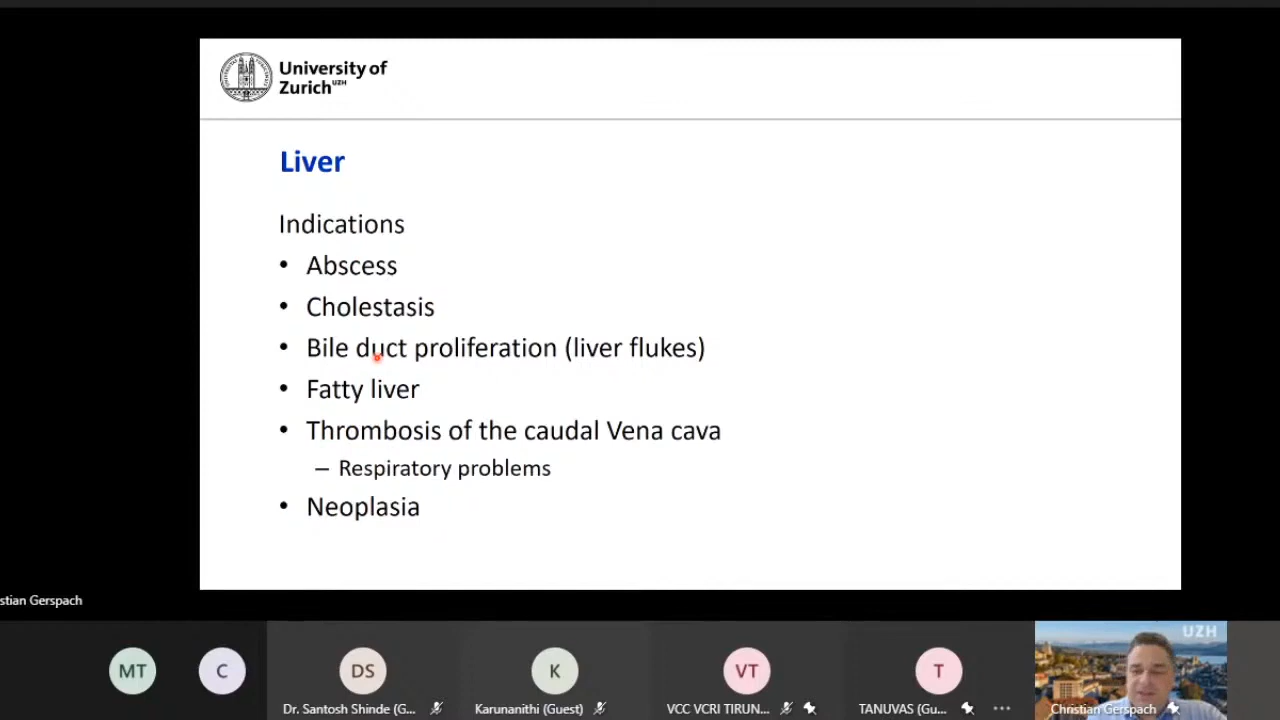 University of
Zurich UZH
Liver
Indications
• Abscess
• Cholestasis
• Bile duct proliferation (liver flukes)
• Fatty liver
• Thrombosis of the caudal Vena cava
– Respiratory problems
• Neoplasia
stian Gerspach
UZH
MT
C
DS
K
VT
T
Dr. Santosh Shinde (G...
Karunanithi (Guest)
VCC VCRI TIRUN...
TANUVAS (Gu...
Christian Gerspach